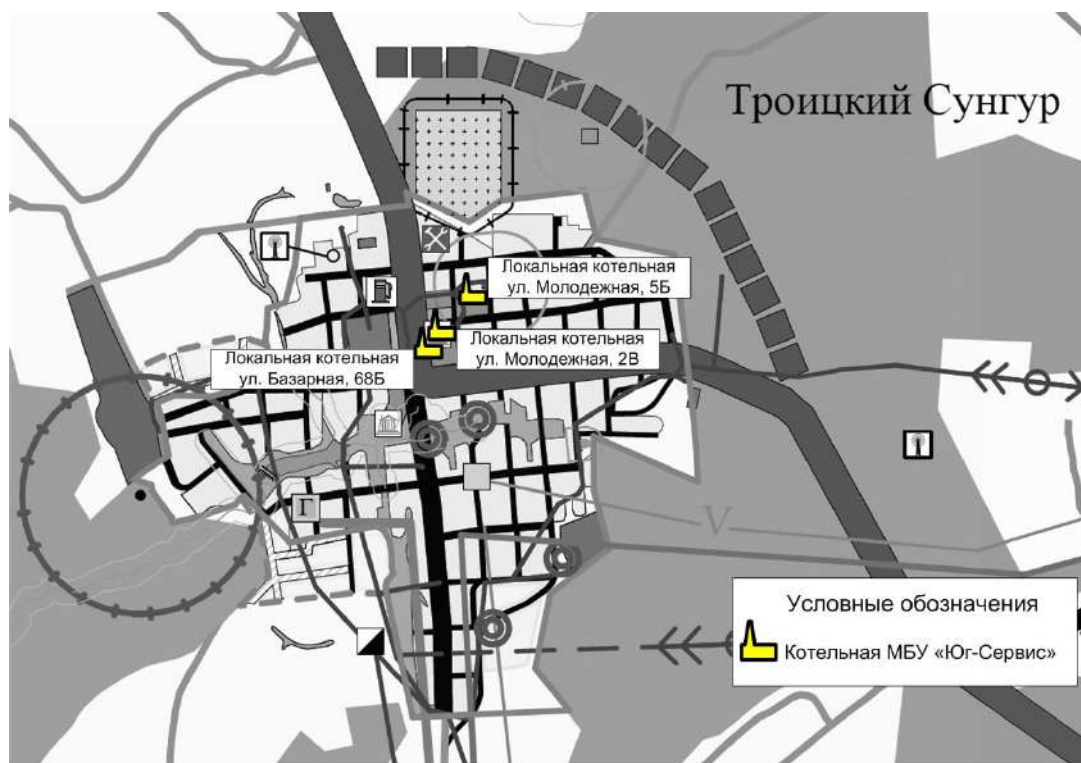 Троицкий Сунгур
Локальная котельная
ул. Молодежная, 5Б
Локальная котельная
ул. Молодежная, 2В
Локальная котельная
ул. Базарная, 68Б
V
Условные обозначения
Котельная МБУ «Юг-Сервис»